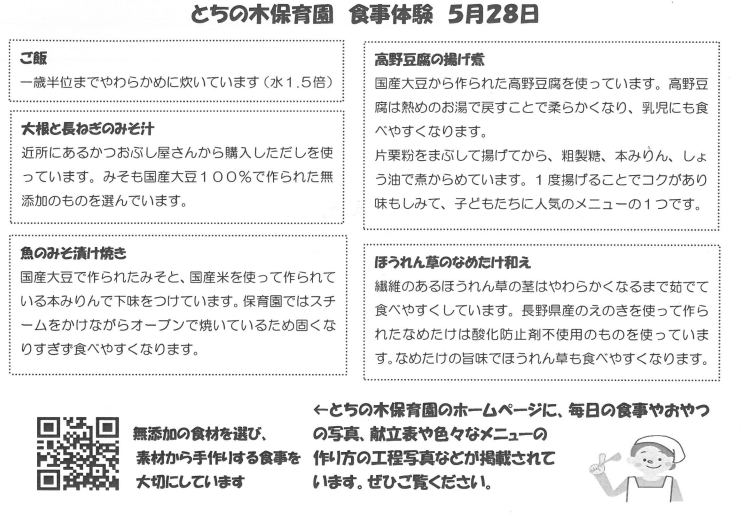 とちの木保育園 食事体験 5月28日
ご飯
一歳半位までやわらかめに炊いています(水1.5倍)
大根と長ねぎのみそ汁
近所にあるかつおぶし屋さんから購入しただしを使
っています。みそも国産大豆100%で作られた無
添加のものを選んでいます。
魚のみそ漬け焼き
国産大豆で作られたみそと、国産米を使って作られて
いる本みりんで下味をつけています。保育園ではスチ
ームをかけながらオーブンで焼いているため固くな
りすぎず食べやすくなります。
高野豆腐の揚げ煮
国産大豆から作られた高野豆腐を使っています。高野豆
腐は熱めのお湯で戻すことで柔らかくなり、乳児にも食
べやすくなります。
片栗粉をまぶして揚げてから、粗製糖、本みりん、しょ
う油で煮からめています。1度揚げることでコクがあり
味もしみて、子どもたちに人気のメニューの1つです。
ほうれん草のなめたけ和え
繊維のあるほうれん草の茎はやわらかくなるまで茹でて
食べやすくしています。長野県産のえのきを使って作ら
れたなめたけは酸化防止剤不使用のものを使っていま
す。なめたけの旨味でほうれん草も食べやすくなります。
無添加の食材を選び、
素材から手作りする食事を
大切にしています
←とちの木保育園のホームページに、毎日の食事やおやつ
の写真、献立表や色々なメニューの
作り方の工程写真などが掲載されて
います。ぜひご覧ください。